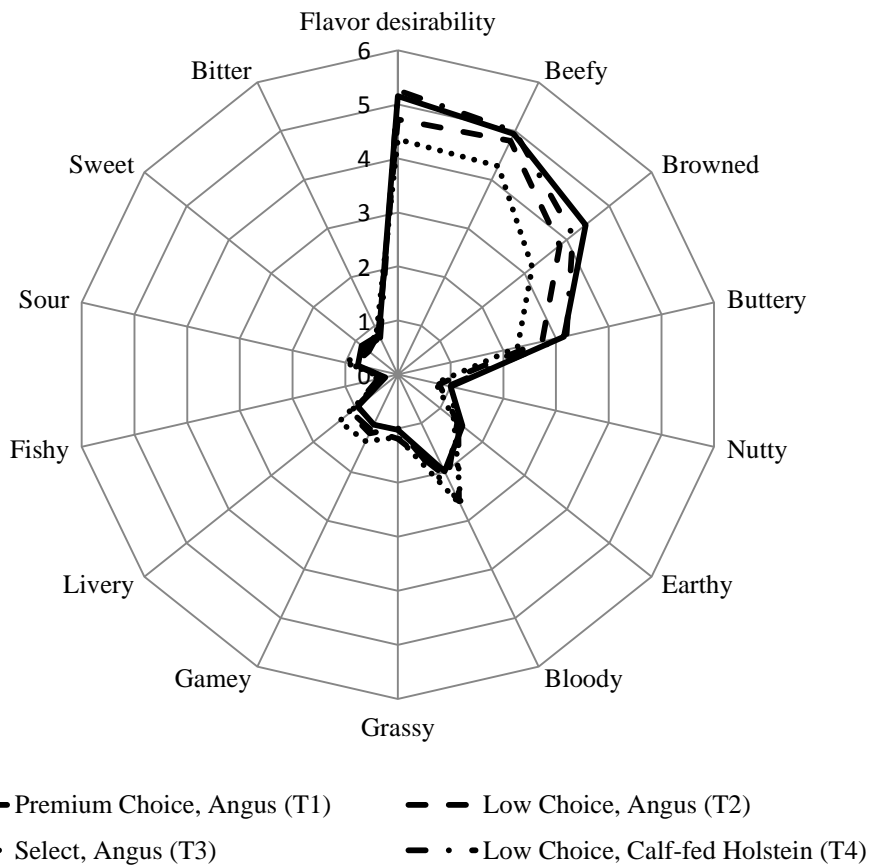 Flavor desirability
6
Bitter
Beefy
5
Sweet
4
Browned
3
2
Sour
Buttery
1
0
Fishy
Nutty
Livery
Earthy
Gamey
Bloody
Grassy
Premium Choice, Angus (T1)
Low Choice, Angus (T2)
Select, Angus (T3)
Low Choice, Calf-fed Holstein (T4)